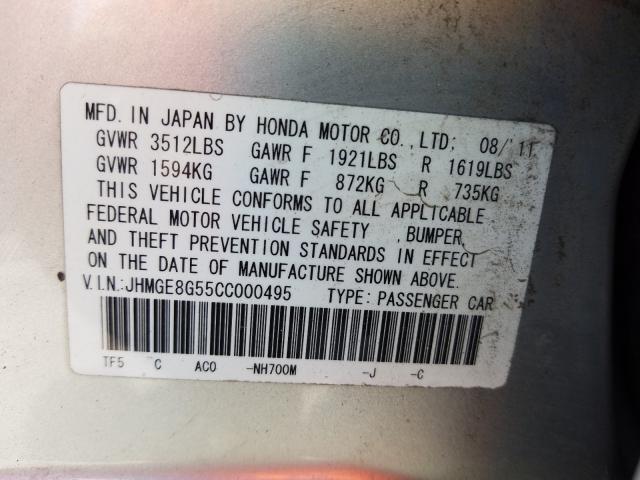 MFD. IN JAPAN BY HONDA MOTOR CO., LTD; 08/'11
GVWR 3512LBS GAWR F 1921LBS R 1619LBS
GVWR 1594KG GAWR F 872KG R 735KG
THIS VEHICLE CONFORMS TO ALL APPLICABLE
FEDERAL MOTOR VEHICLE SAFETY , BUMPER
AND THEFT PREVENTION STANDARDS IN EFFECT
ON THE DATE OF MANUFACTURE SHOWN ABOVE.
V.I.N.:JHMGE8G55CC000495 TYPE: PASSENGER CAR
TF5 C AC0 -NH700M -J -C